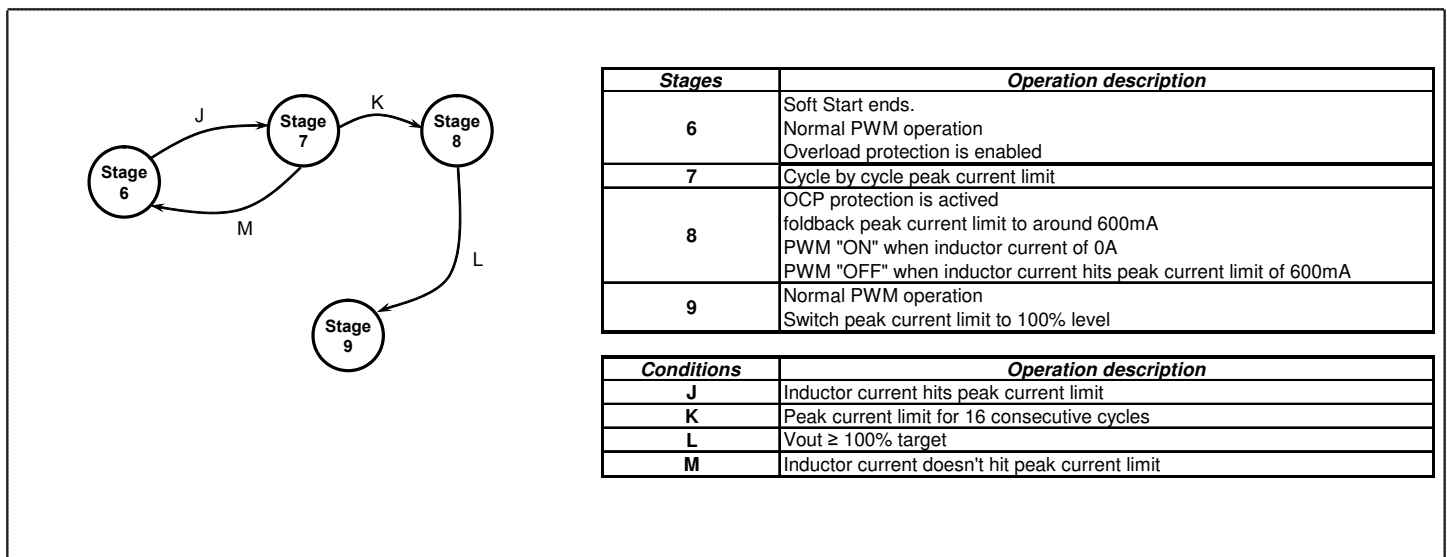 J
K
Stage
7
Stage
8
Stage
6
M
L
Stage
9
Stages Operation description
6 Soft Start ends.
Normal PWM operation
Overload protection is enabled
7 Cycle by cycle peak current limit
8 OCP protection is actived
foldback peak current limit to around 600mA
PWM "ON" when inductor current of 0A
PWM "OFF" when inductor current hits peak current limit of 600mA
9 Normal PWM operation
Switch peak current limit to 100% level
Conditions Operation description
J Inductor current hits peak current limit
K Peak current limit for 16 consecutive cycles
L Vout ≥ 100% target
M Inductor current doesn't hit peak current limit